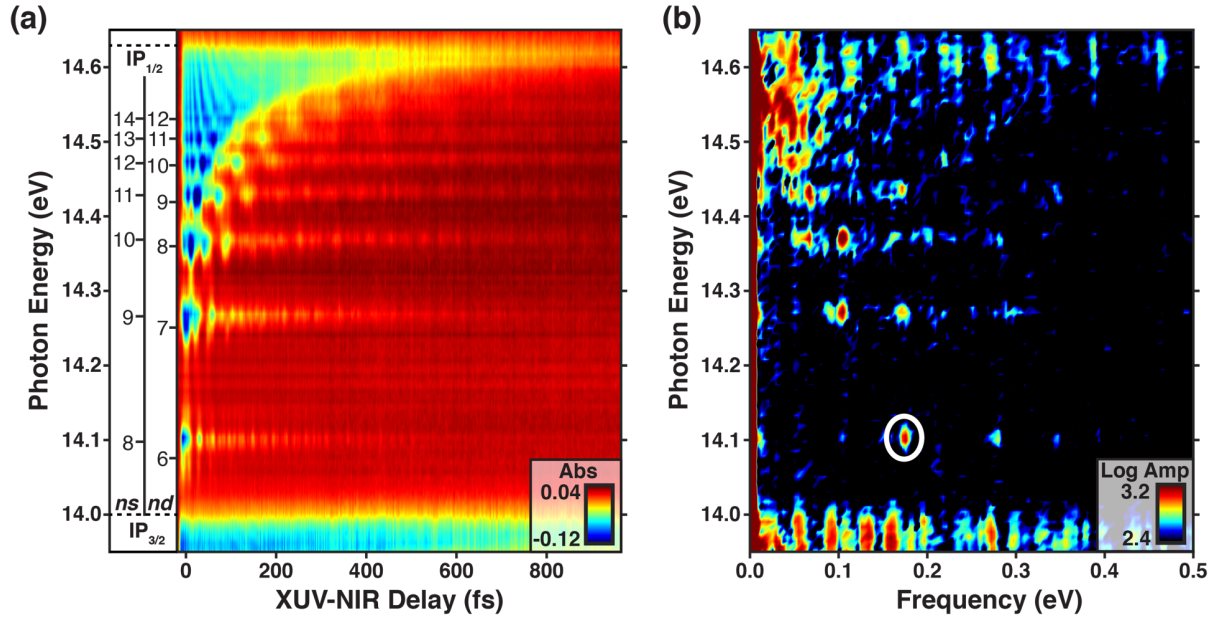 (a)
(b)
IP1/2
14 12
13 11
12 10
11 9
10 8
9 7
8 6
ns nd
IP3/2
14.6
14.5
14.4
14.3
14.2
14.1
14.0
Photon Energy (eV)
Abs
0.04
-0.12
0 200 400 600 800
XUV-NIR Delay (fs)
14.6
14.5
14.4
14.3
14.2
14.1
14.0
Photon Energy (eV)
Log Amp
3.2
2.4
0.0 0.1 0.2 0.3 0.4 0.5
Frequency (eV)